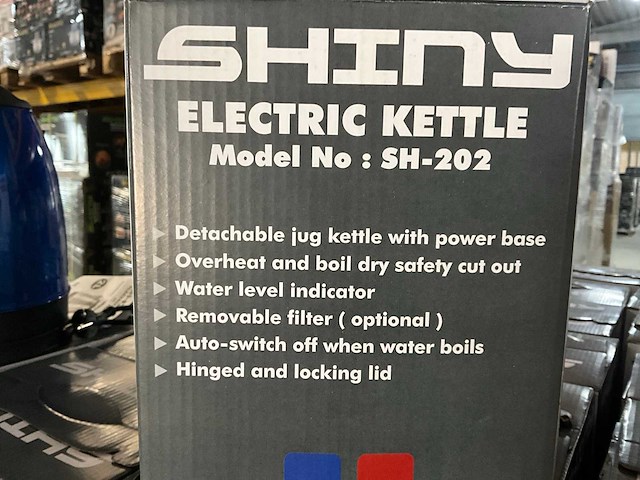 SHINY
ELECTRIC KETTLE
Model No : SH-202
Detachable jug kettle with power base
Overheat and boil dry safety cut out
Water level indicator
Removable filter ( optional )
Auto-switch off when water boils
Hinged and locking lid